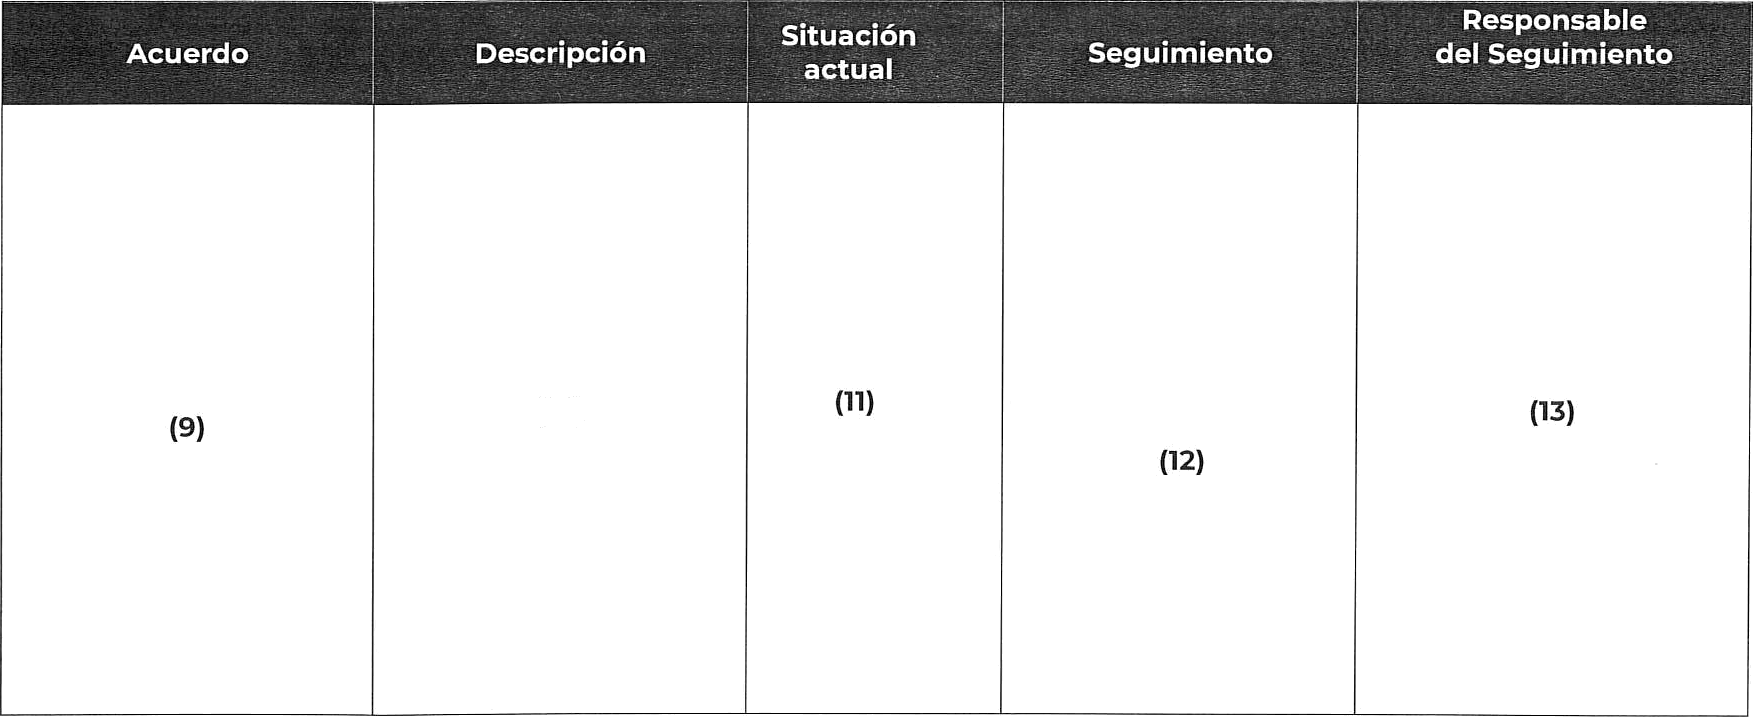 Acuerdo
Descripción
Situación
actual
Seguimiento
Responsable
del Seguimiento
(9)
(11)
(12)
(13)